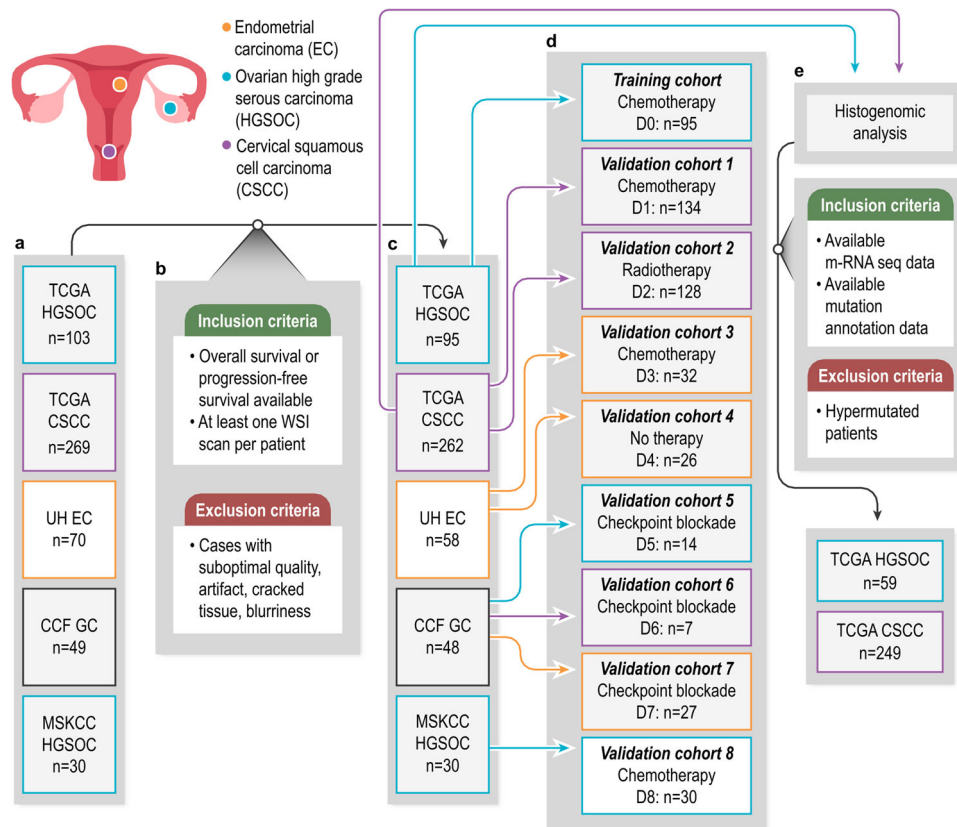 Endometrial
carcinoma (EC)
Ovarian high grade
serous carcinoma
(HGSOC)
Cervical squamous
cell carcinoma
(CSCC)
a
TCGA
HGSOC
n=103
TCGA
CSCC
n=269
UH EC
n=70
CCF GC
n=49
MSKCC
HGSOC
n=30
b
Inclusion criteria
• Overall survival or
progression-free
survival available
• At least one WSI
scan per patient
Exclusion criteria
• Cases with
suboptimal quality,
artifact, cracked
tissue, blurriness
c
TCGA
HGSOC
n=95
TCGA
CSCC
n=262
UH EC
n=58
CCF GC
n=48
MSKCC
HGSOC
n=30
d
Training cohort
Chemotherapy
D0: n=95
Validation cohort 1
Chemotherapy
D1: n=134
Validation cohort 2
Radiotherapy
D2: n=128
Validation cohort 3
Chemotherapy
D3: n=32
Validation cohort 4
No therapy
D4: n=26
Validation cohort 5
Checkpoint blockade
D5: n=14
Validation cohort 6
Checkpoint blockade
D6: n=7
Validation cohort 7
Checkpoint blockade
D7: n=27
Validation cohort 8
Chemotherapy
D8: n=30
e
Histogenomic
analysis
Inclusion criteria
• Available
m-RNA seq data
• Available
mutation
annotation data
Exclusion criteria
• Hypermutated
patients
TCGA HGSOC
n=59
TCGA CSCC
n=249